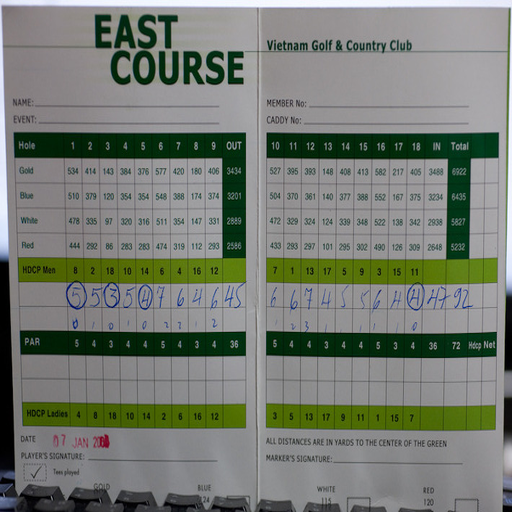 EAST
COURSE
NAME:
EVENT:
Hole 1 2 3 4 5 6 7 8 9 OUT
Gold 534 414 143 384 376 577 420 180 406 3434
Blue 510 379 120 354 354 548 388 174 374 3201
White 478 335 97 320 316 511 354 147 331 2889
Red 444 292 86 283 283 474 319 112 293 2586
HDCP Men 8 2 18 10 14 6 4 16 12
5 5 3 5 4 7 6 4 6 45
0 1 0 1 0 2 2 1 2
PAR 5 4 3 4 4 5 4 3 4 36
HDCP Ladies 4 8 18 10 14 2 6 16 12
DATE 07 JAN
PLAYER'S SIGNATURE:
Tees played
GOLD BLUE
Vietnam Golf & Country Club
MEMBER No:
CADDY No:
10 11 12 13 14 15 16 17 18 IN Total
527 395 393 148 408 413 582 217 405 3488 6922
504 370 361 140 377 388 552 167 375 3234 6435
472 329 324 124 339 348 522 138 342 2938 5827
433 293 297 101 295 302 490 126 309 2648 5232
7 1 13 17 5 9 3 15 11
6 6 7 4 5 5 6 4 4 47 92
1 2 3 1 1 1 1 1 0
5 4 4 3 4 4 5 3 4 36 72 Hdcp Net
3 5 13 17 9 11 1 15 7
ALL DISTANCES ARE IN YARDS TO THE CENTER OF THE GREEN
MARKER'S SIGNATURE:
WHITE RED
115 120